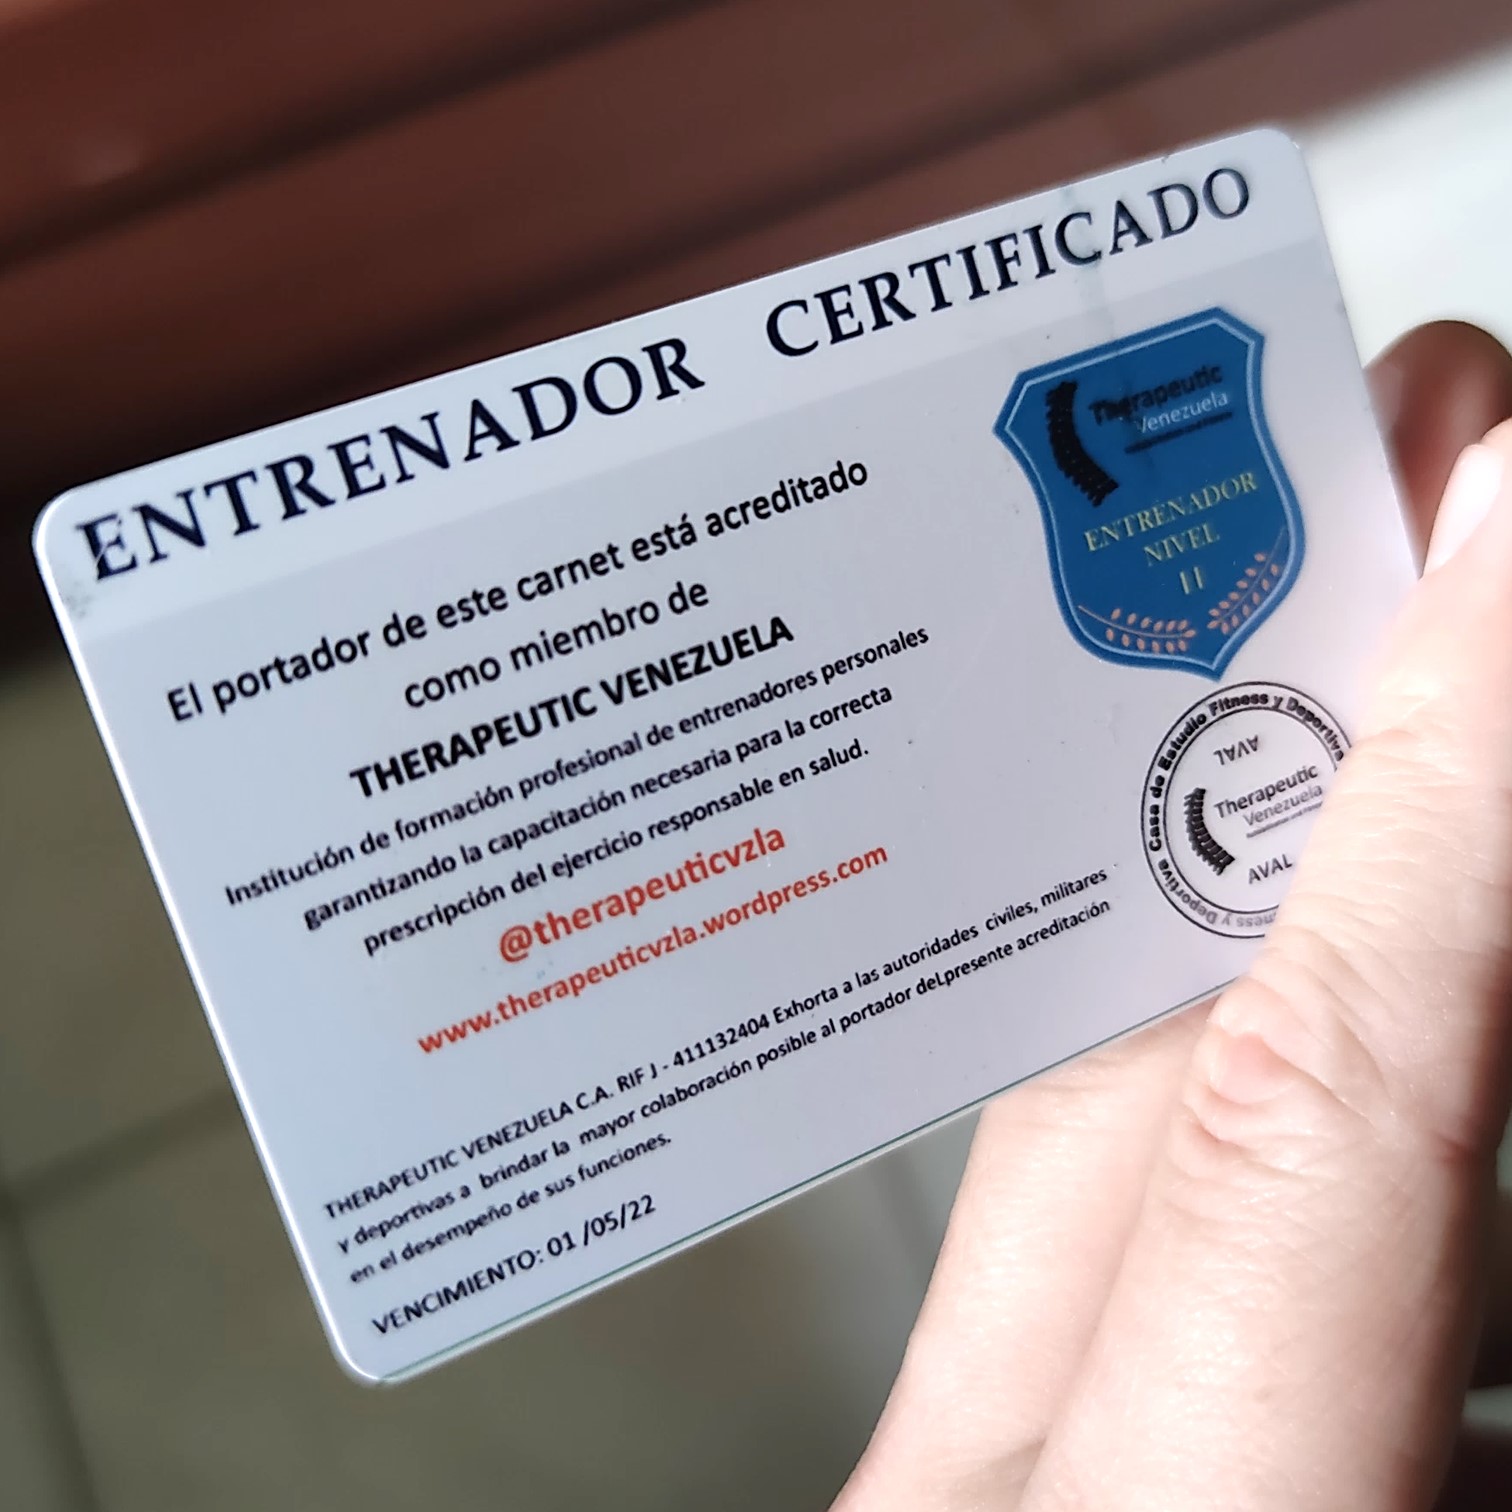 ENTRENADOR CERTIFICADO
El portador de este carnet está acreditado
como miembro de
THERAPEUTIC VENEZUELA
Institución de formación profesional de entrenadores personales
garantizando la capacitación necesaria para la correcta
prescripción del ejercicio responsable en salud.
@therapeuticvzla
www.therapeuticvzla.wordpress.com
THERAPEUTIC VENEZUELA C.A. RIF J - 411132404 Exhorta a las autoridades civiles, militares
y deportivas a brindar la mayor colaboración posible al portador del presente acreditación
en el desempeño de sus funciones.
VENCIMIENTO: 01 /05/22
Therapeutic
Venezuela
ENTRENADOR
NIVEL
II
Casa de Estudio Fitness y Deportiva
AVAL
Therapeutic
Venezuela
AVAL
y Deportiva